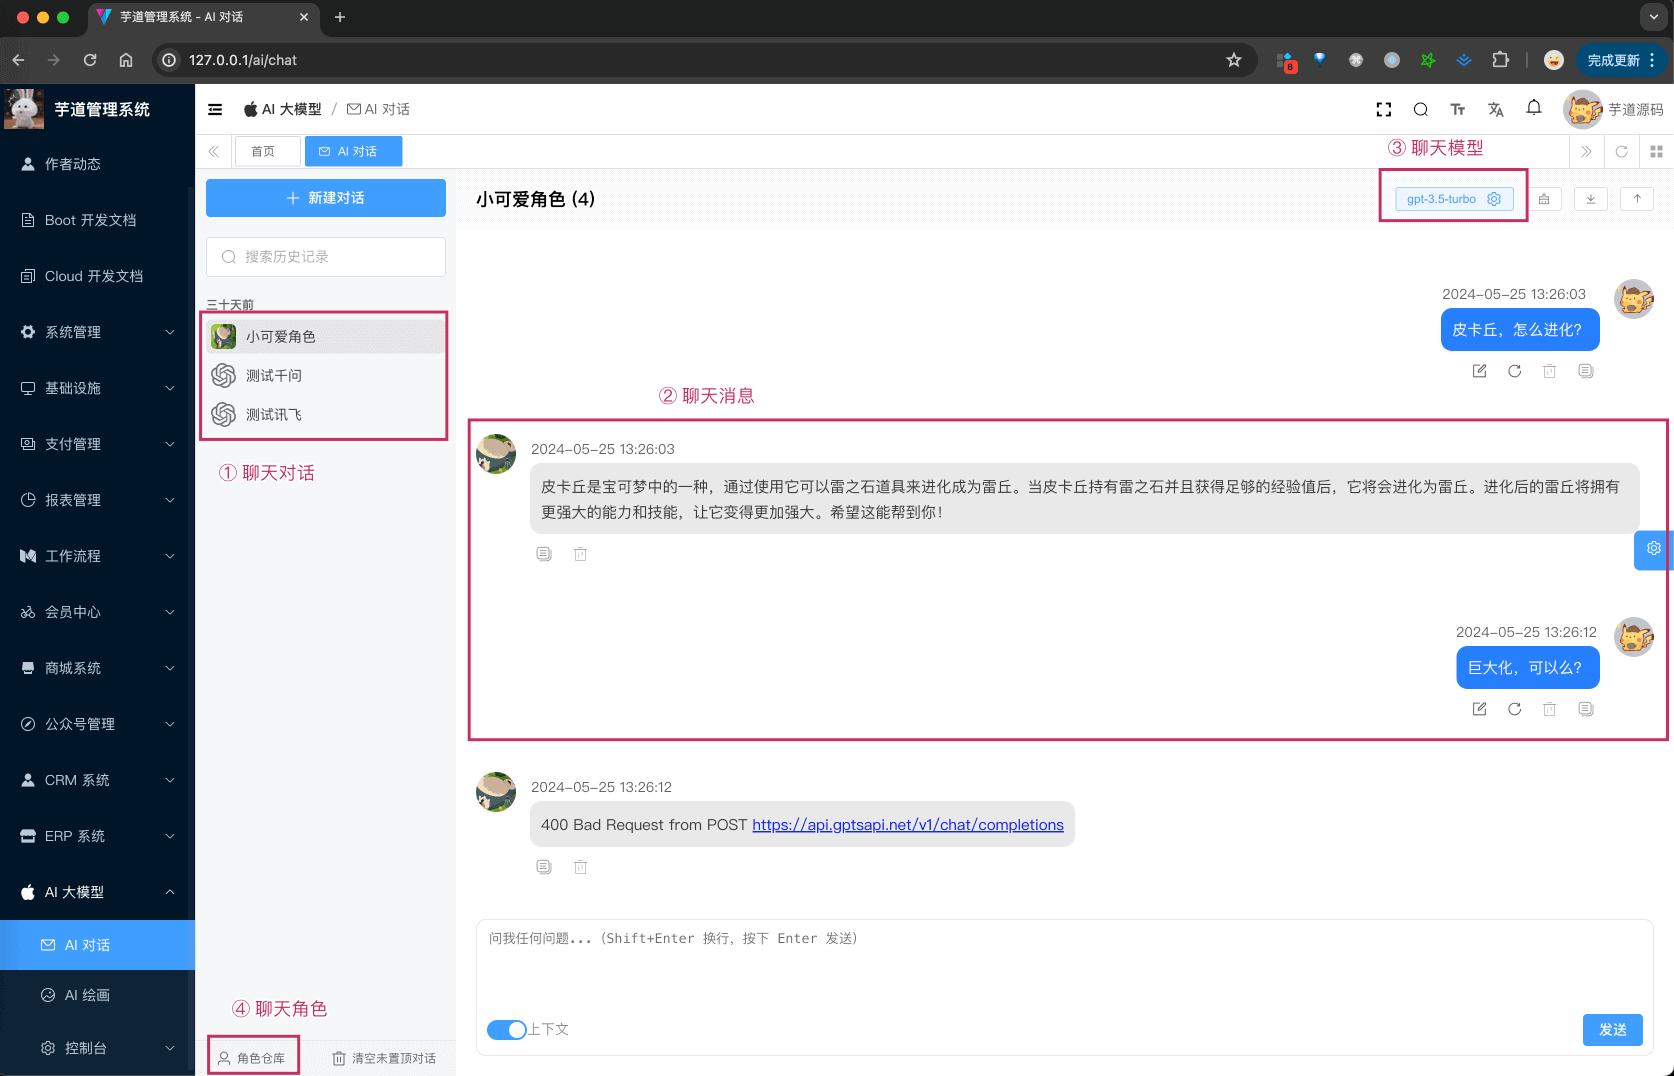 芋道管理系统 - AI 对话
127.0.0.1/ai/chat
8
完成更新
芋道管理系统
作者动态
Boot 开发文档
Cloud 开发文档
系统管理
基础设施
支付管理
报表管理
工作流程
会员中心
商城系统
公众号管理
CRM 系统
ERP 系统
AI 大模型
AI 对话
AI 绘画
控制台
AI 大模型 / AI 对话
芋道源码
首页
AI 对话
③ 聊天模型
新建对话
搜索历史记录
三十天前
小可爱角色
测试千问
测试讯飞
① 聊天对话
④ 聊天角色
角色仓库
清空未置顶对话
小可爱角色 (4)
gpt-3.5-turbo
2024-05-25 13:26:03
皮卡丘，怎么进化？
② 聊天消息
2024-05-25 13:26:03
皮卡丘是宝可梦中的一种，通过使用它可以雷之石道具来进化成为雷丘。当皮卡丘持有雷之石并且获得足够的经验值后，它将会进化为雷丘。进化后的雷丘将拥有
更强大的能力和技能，让它变得更加强大。希望这能帮到你！
2024-05-25 13:26:12
巨大化，可以么？
2024-05-25 13:26:12
400 Bad Request from POST https://api.gptsapi.net/v1/chat/completions
问我任何问题...（Shift+Enter 换行，按下 Enter 发送）
上下文
发送